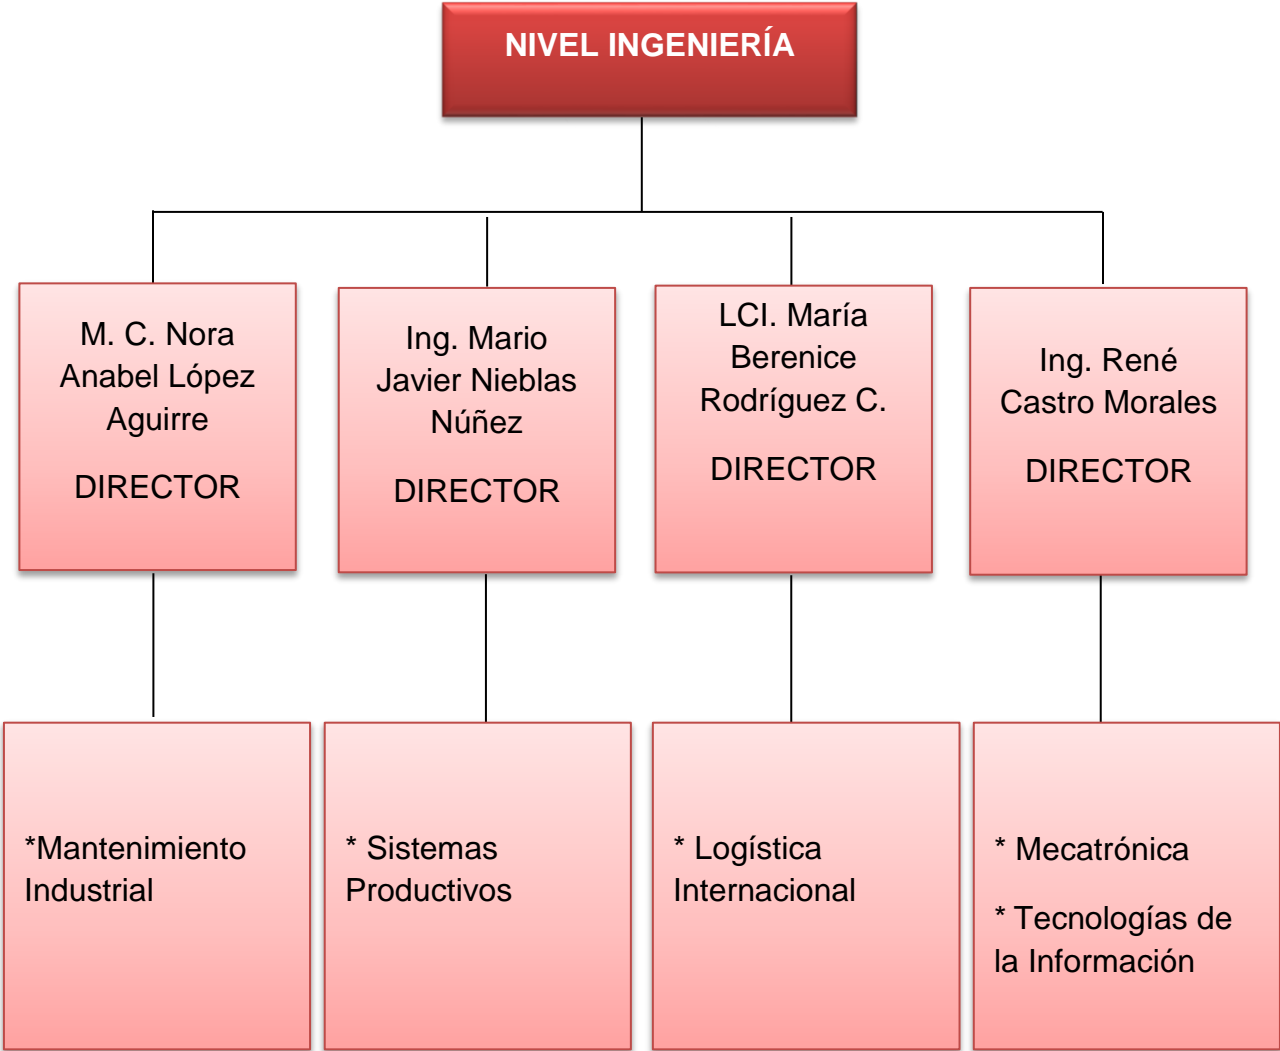 NIVEL INGENIERÍA
M. C. Nora
Anabel López
Aguirre
DIRECTOR
Ing. Mario
Javier Nieblas
Núñez
DIRECTOR
LCI. María
Berenice
Rodríguez C.
DIRECTOR
Ing. René
Castro Morales
DIRECTOR
*Mantenimiento
Industrial
* Sistemas
Productivos
* Logística
Internacional
* Mecatrónica
* Tecnologías de
la Información